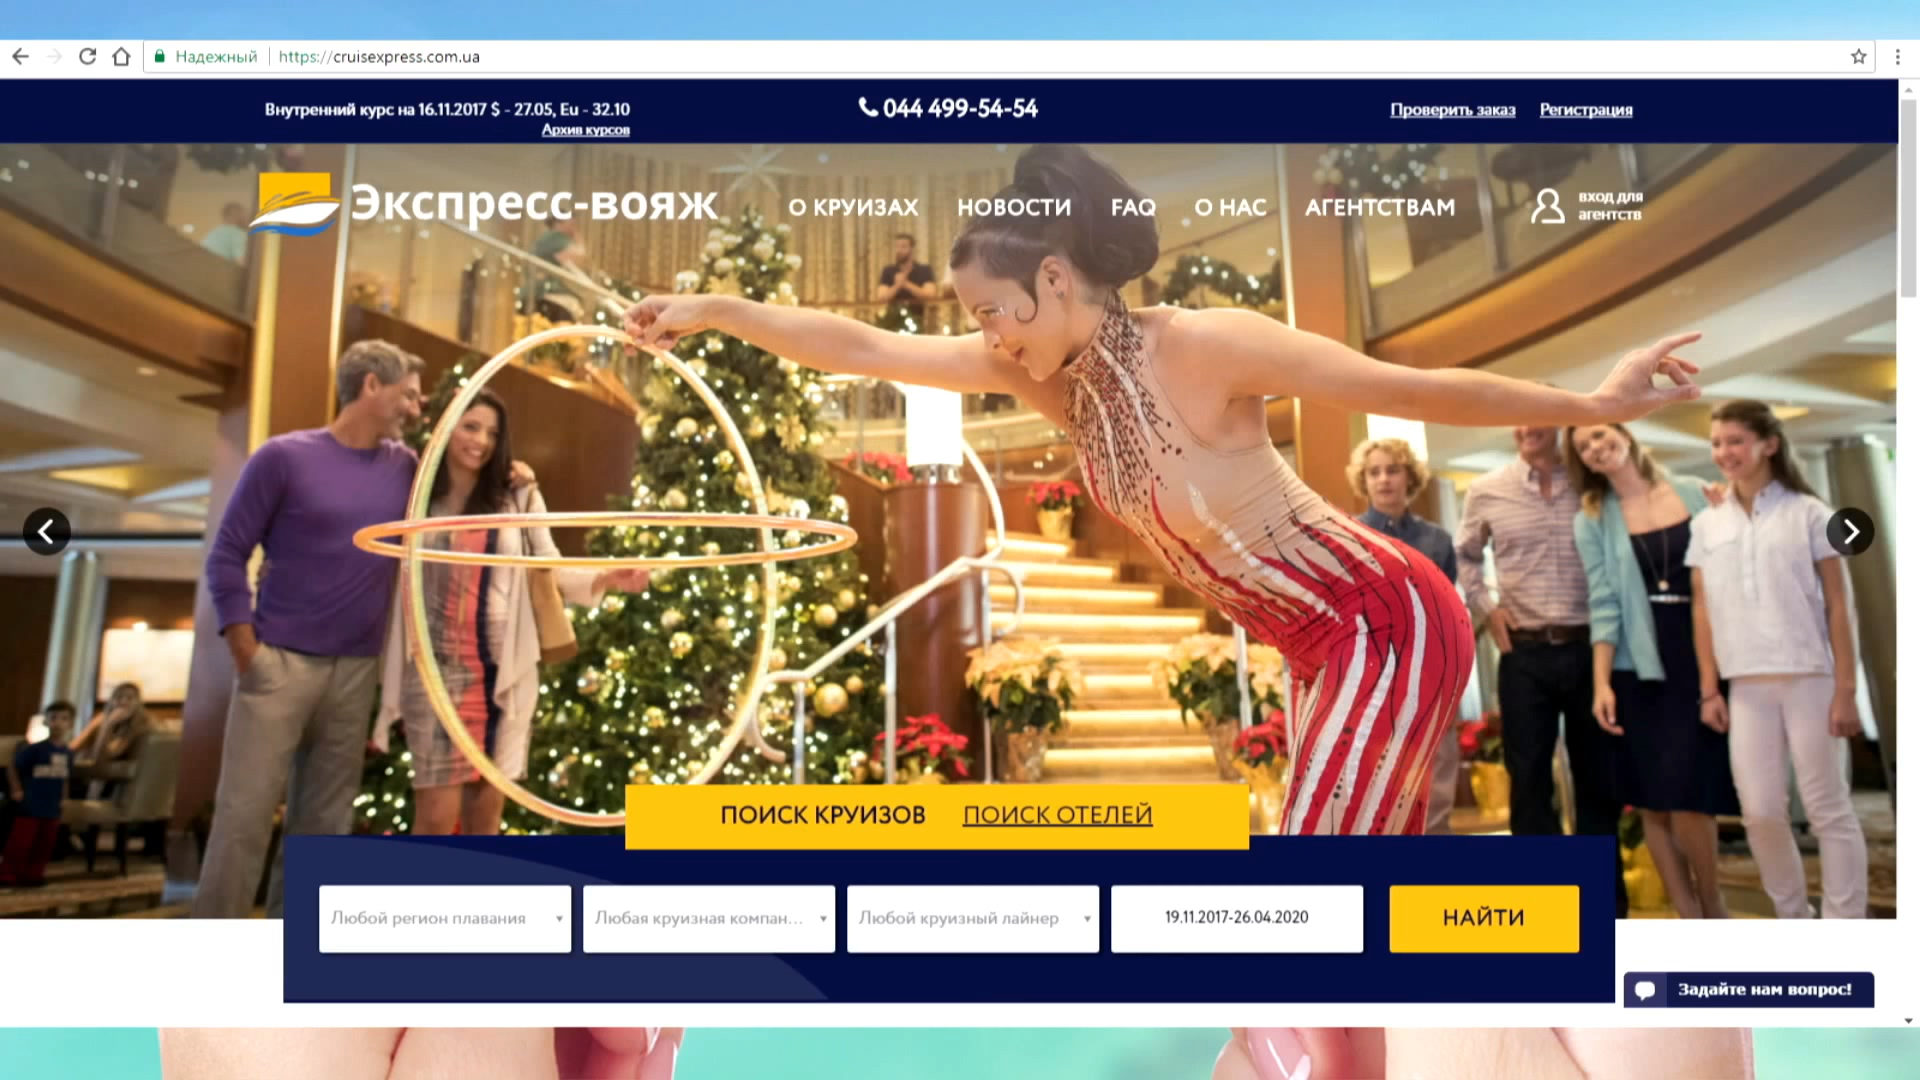 Надежный https://cruisexpress.com.ua
Внутренний курс на 16.11.2017 $ - 27.05, Eu - 32.10
Архив курсов
044 499-54-54
Проверить заказ Регистрация
Экспресс-вояж
О КРУИЗАХ НОВОСТИ FAQ О НАС АГЕНТСТВАМ
вход для
агентств
ПОИСК КРУИЗОВ ПОИСК ОТЕЛЕЙ
Любой регион плавания Любая круизная компан... Любой круизный лайнер 19.11.2017-26.04.2020 НАЙТИ
Задайте нам вопрос!